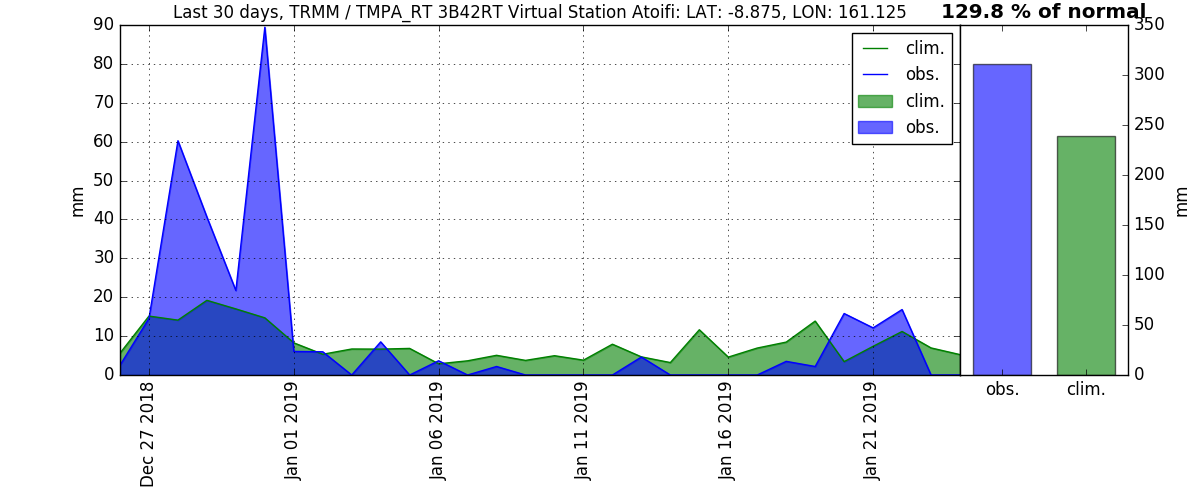 Last 30 days, TRMM / TMPA_RT 3B42RT Virtual Station Atoifi: LAT: -8.875, LON: 161.125
129.8 % of normal
90
80
70
60
50
40
30
20
10
0
mm
clim.
obs.
clim.
obs.
Dec 27 2018
Jan 01 2019
Jan 06 2019
Jan 11 2019
Jan 16 2019
Jan 21 2019
350
300
250
200
150
100
50
0
mm
obs.
clim.